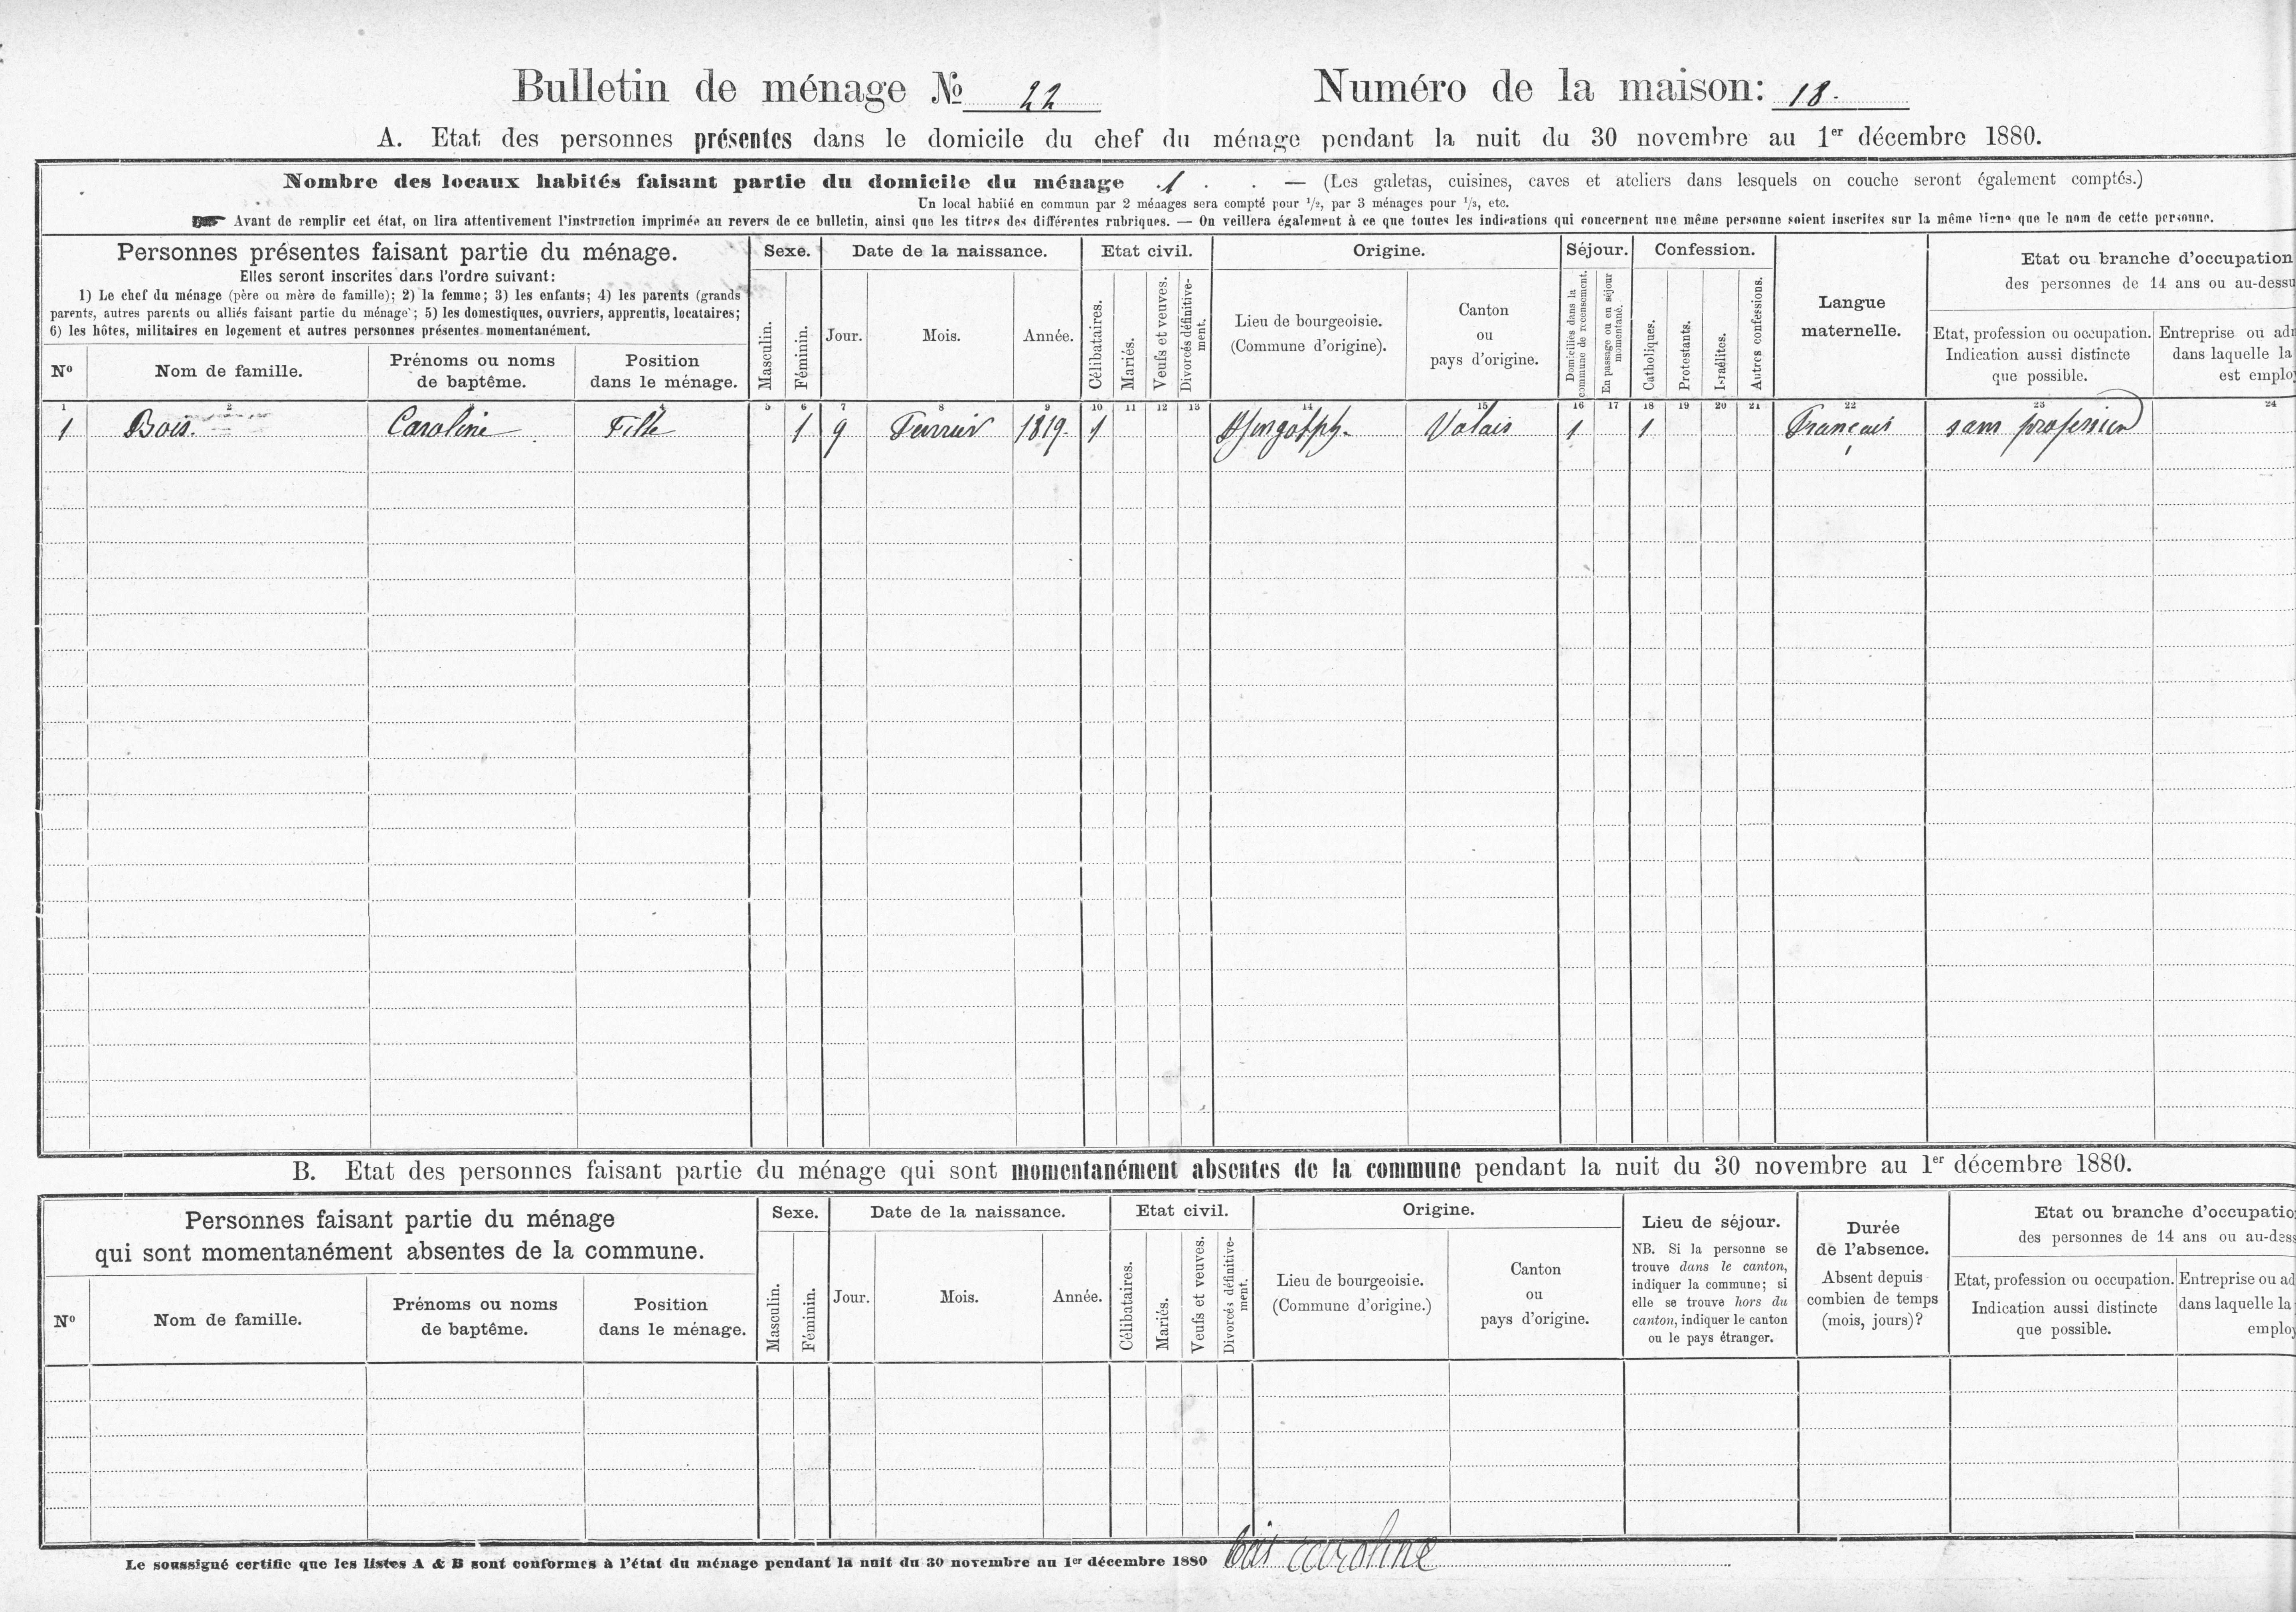 Bulletin de ménage No 22
Numéro de la maison: 18.
A. Etat des personnes présentes dans le domicile du chef du ménage pendant la nuit du 30 novembre au 1er décembre 1880.
Nombre des locaux habités faisant partie du domicile du ménage 1 — (Les galetas, cuisines, caves et ateliers dans lesquels on couche seront également comptés.)
Un local habité en commun par 2 ménages sera compté pour 1/2, par 3 ménages pour 1/3, etc.
Avant de remplir cet état, on lira attentivement l'instruction imprimée au revers de ce bulletin, ainsi que les titres des différentes rubriques. — On veillera également à ce que toutes les indications qui concernent une même personne soient inscrites sur la même ligne que le nom de cette personne.
Personnes présentes faisant partie du ménage.
Elles seront inscrites dans l'ordre suivant:
1) Le chef du ménage (père ou mère de famille); 2) la femme; 3) les enfants; 4) les parents (grands
parents, autres parents ou alliés faisant partie du ménage); 5) les domestiques, ouvriers, apprentis, locataires;
6) les hôtes, militaires en logement et autres personnes présentes momentanément.
No
Nom de famille.
Prénoms ou noms
de baptême.
Position
dans le ménage.
Sexe.
Masculin.
Féminin.
Date de la naissance.
Jour.
Mois.
Année.
Etat civil.
Célibataires.
Mariés.
Veufs et veuves.
Divorcés définitive-
ment.
Origine.
Lieu de bourgeoisie.
(Commune d'origine).
Canton
ou
pays d'origine.
Séjour.
Domiciliés dans la
commune de recensement.
En passage ou en séjour
momentané.
Confession.
Catholiques.
Protestants.
Israélites.
Autres confessions.
Langue
maternelle.
Etat ou branche d'occupation
des personnes de 14 ans ou au-dessu
Etat, profession ou occupation.
Indication aussi distincte
que possible.
Entreprise ou adr
dans laquelle la
est emplo
1 2 3 4 5 6 7 8 9 10 11 12 13 14 15 16 17 18 19 20 21 22 23 24
1 Bois. Caroline Fille 1 9 Fevrier 1819. 1 Valais 1 1 Français sans profession
B. Etat des personnes faisant partie du ménage qui sont momentanément absentes de la commune pendant la nuit du 30 novembre au 1er décembre 1880.
Personnes faisant partie du ménage
qui sont momentanément absentes de la commune.
No
Nom de famille.
Prénoms ou noms
de baptême.
Position
dans le ménage.
Sexe.
Masculin.
Féminin.
Date de la naissance.
Jour.
Mois.
Année.
Etat civil.
Célibataires.
Mariés.
Veufs et veuves.
Divorcés définitive-
ment.
Origine.
Lieu de bourgeoisie.
(Commune d'origine.)
Canton
ou
pays d'origine.
Lieu de séjour.
NB. Si la personne se
trouve dans le canton,
indiquer la commune; si
elle se trouve hors du
canton, indiquer le canton
ou le pays étranger.
Durée
de l'absence.
Absent depuis
combien de temps
(mois, jours)?
Etat ou branche d'occupatio
des personnes de 14 ans ou au-dess
Etat, profession ou occupation.
Indication aussi distincte
que possible.
Entreprise ou ad
dans laquelle la
emplo
Le soussigné certifie que les listes A & B sont conformes à l'état du ménage pendant la nuit du 30 novembre au 1er décembre 1880 bois caroline